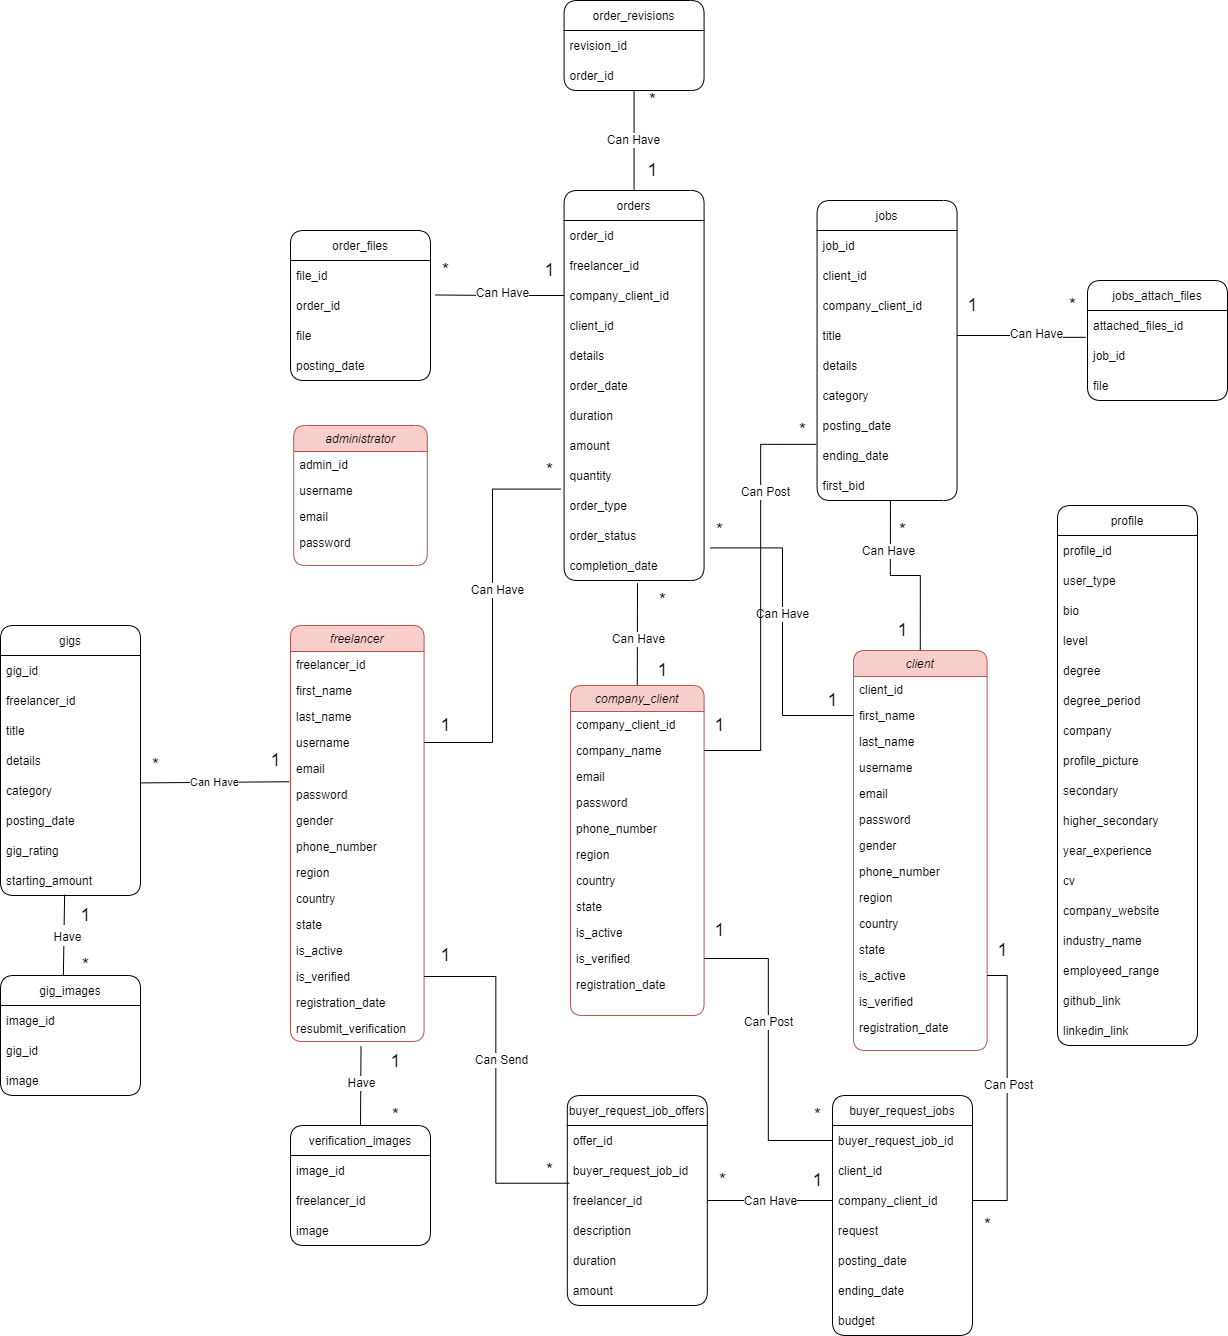 order_revisions
revision_id
order_id
*
Can Have
1
orders
order_id
freelancer_id
company_client_id
client_id
details
order_date
duration
amount
quantity
order_type
order_status
completion_date
order_files
file_id
order_id
file
posting_date
*
Can Have
1
jobs
job_id
client_id
company_client_id
title
details
category
posting_date
ending_date
first_bid
1
Can Have
*
jobs_attach_files
attached_files_id
job_id
file
administrator
admin_id
username
email
password
*
Can Have
1
*
Can Post
1
*
Can Have
1
*
Can Have
1
*
Can Have
1
profile
profile_id
user_type
bio
level
degree
degree_period
company
profile_picture
secondary
higher_secondary
year_experience
cv
company_website
industry_name
employeed_range
github_link
linkedin_link
gigs
gig_id
freelancer_id
title
details
category
posting_date
gig_rating
starting_amount
*
Can Have
1
freelancer
freelancer_id
first_name
last_name
username
email
password
gender
phone_number
region
country
state
is_active
is_verified
registration_date
resubmit_verification
company_client
company_client_id
company_name
email
password
phone_number
region
country
state
is_active
is_verified
registration_date
client
client_id
first_name
last_name
username
email
password
gender
phone_number
region
country
state
is_active
is_verified
registration_date
1
Have
*
gig_images
image_id
gig_id
image
1
Have
*
verification_images
image_id
freelancer_id
image
1
Can Send
*
1
Can Post
*
1
Can Post
*
buyer_request_job_offers
offer_id
buyer_request_job_id
freelancer_id
description
duration
amount
*
Can Have
1
buyer_request_jobs
buyer_request_job_id
client_id
company_client_id
request
posting_date
ending_date
budget